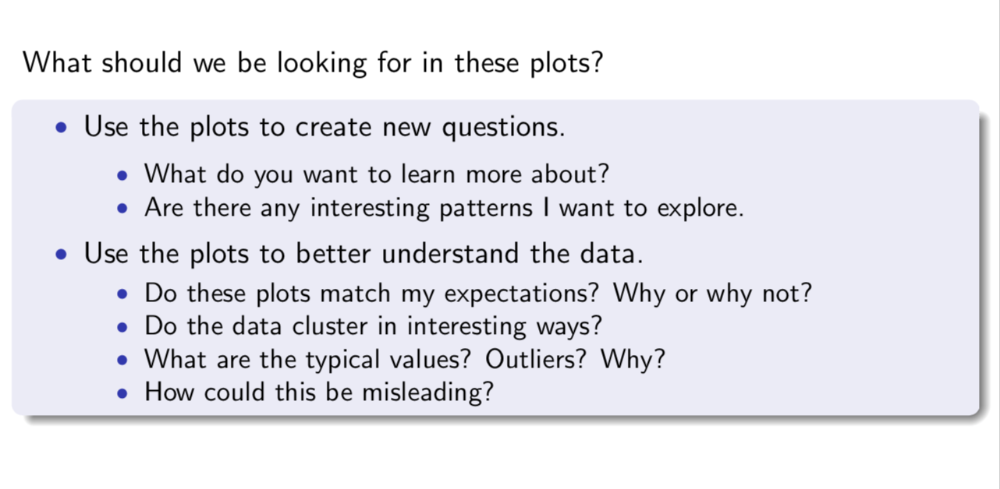 What should we be looking for in these plots?
• Use the plots to create new questions.
• What do you want to learn more about?
• Are there any interesting patterns I want to explore.
• Use the plots to better understand the data.
• Do these plots match my expectations? Why or why not?
• Do the data cluster in interesting ways?
• What are the typical values? Outliers? Why?
• How could this be misleading?